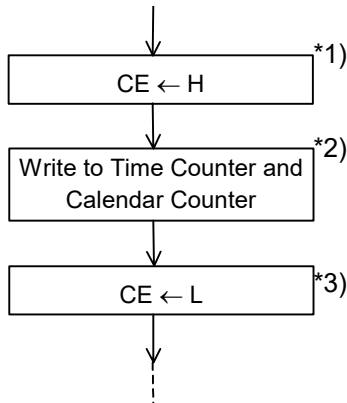 *1)
CE ← H
*2)
Write to Time Counter and
Calendar Counter
*3)
CE ← L